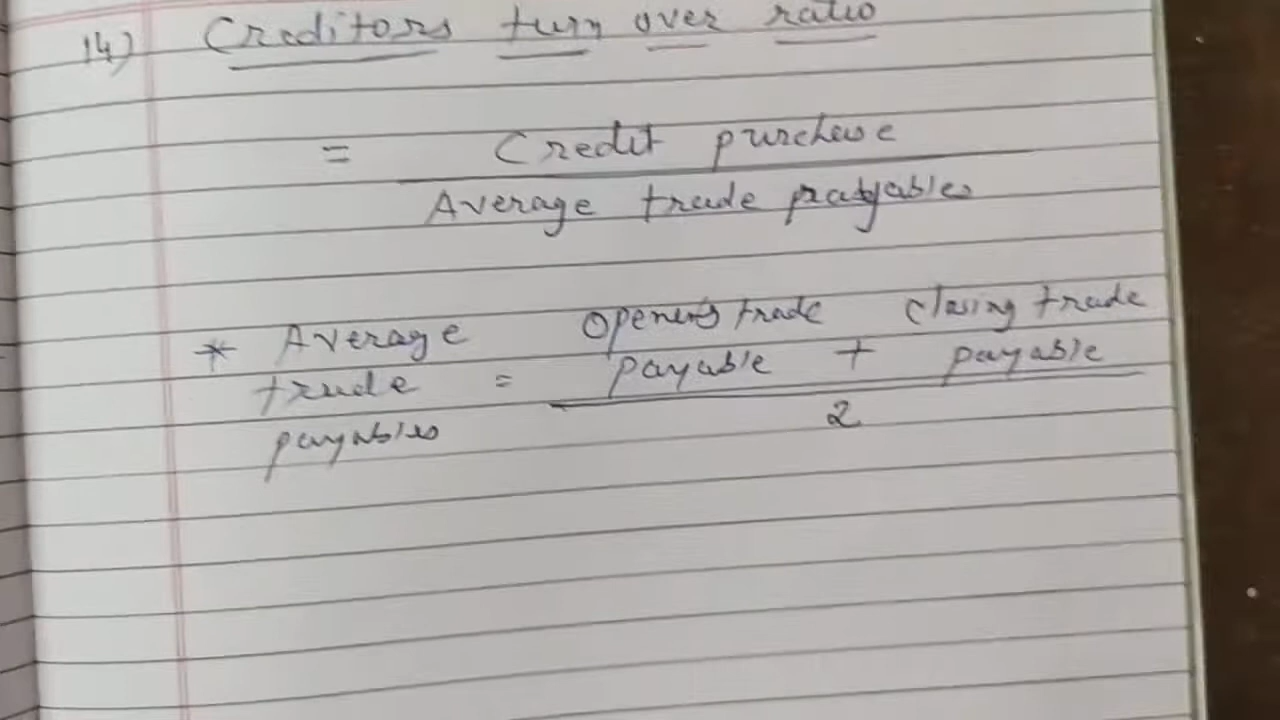 14) Creditors turn over ratio
= Credit purchase
Average trade payables
* Average opening trade closing trade
trade = payable + payable
payables 2